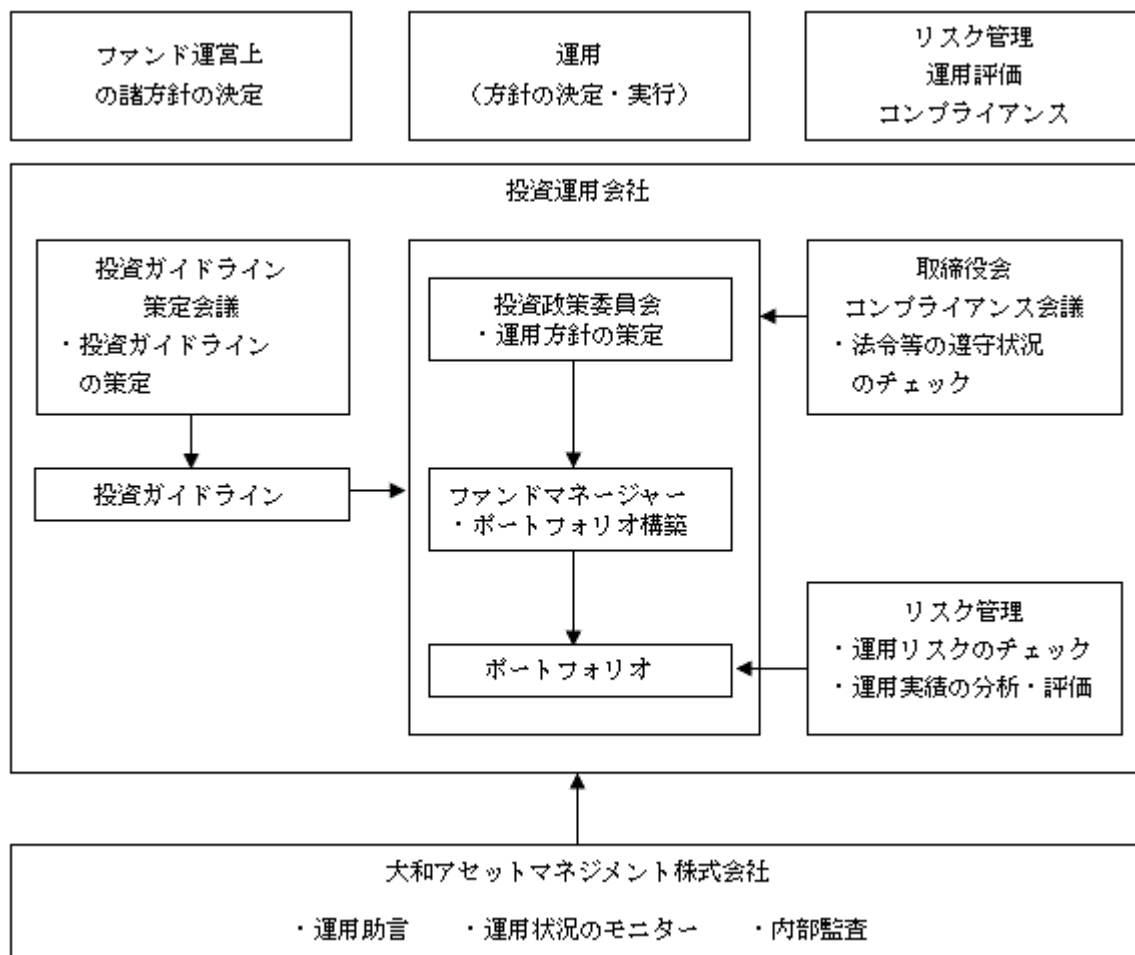 ファンド運営上
の諸方針の決定
運用
（方針の決定・実行）
リスク管理
運用評価
コンプライアンス
投資運用会社
投資ガイドライン
策定会議
・投資ガイドライン
の策定
投資ガイドライン
投資政策委員会
・運用方針の策定
ファンドマネージャー
・ポートフォリオ構築
ポートフォリオ
取締役会
コンプライアンス会議
・法令等の遵守状況
のチェック
リスク管理
・運用リスクのチェック
・運用実績の分析・評価
大和アセットマネジメント株式会社
・運用助言　・運用状況のモニター　・内部監査